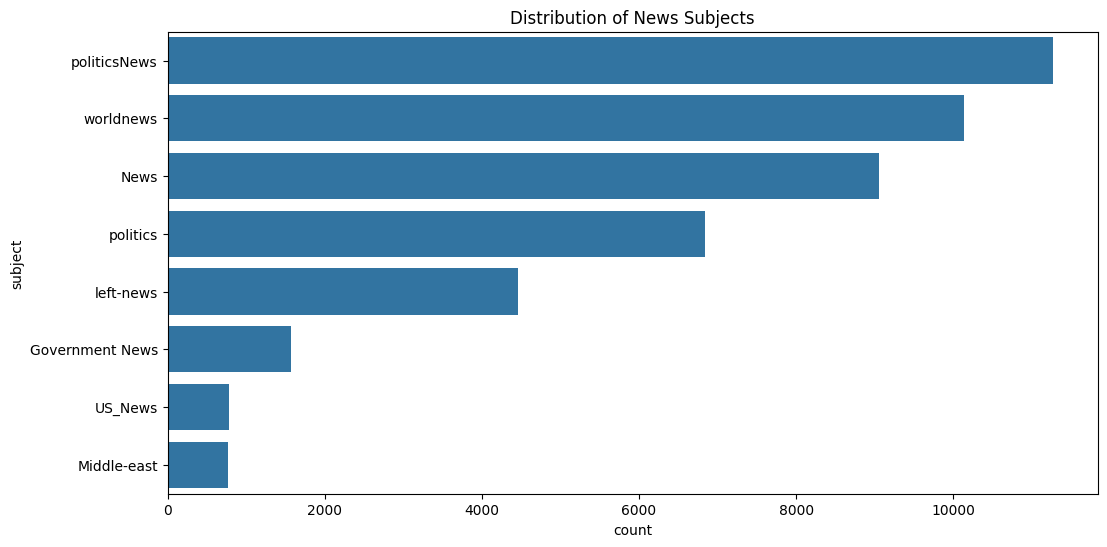 Distribution of News Subjects
politicsNews
worldnews
News
politics
left-news
Government News
US_News
Middle-east
subject
0 2000 4000 6000 8000 10000
count